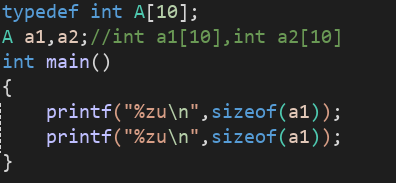 typedef int A[10];
A a1,a2;//int a1[10],int a2[10]
int main()
{
    printf("%zu\n",sizeof(a1));
    printf("%zu\n",sizeof(a1));
}